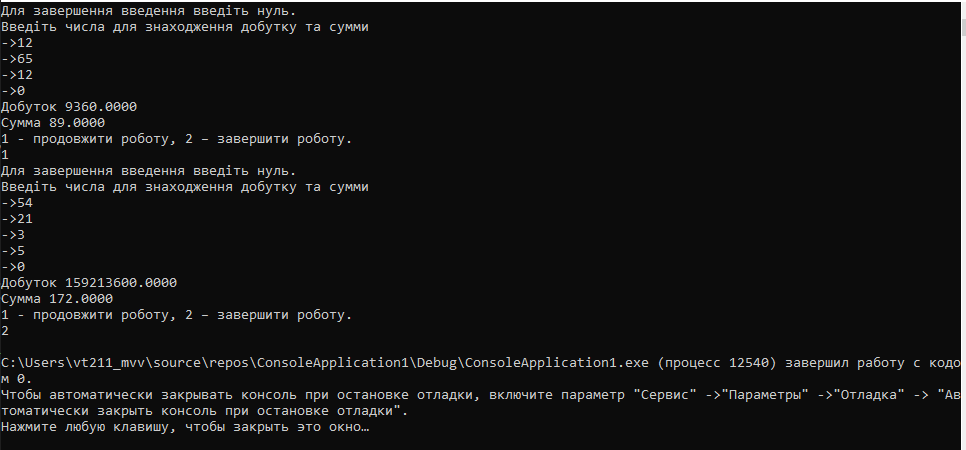 Для завершення введення введіть нуль.
Введіть числа для знаходження добутку та сумми
->12
->65
->12
->0
Добуток 9360.0000
Сумма 89.0000
1 - продовжити роботу, 2 – завершити роботу.
1
Для завершення введення введіть нуль.
Введіть числа для знаходження добутку та сумми
->54
->21
->3
->5
->0
Добуток 159213600.0000
Сумма 172.0000
1 - продовжити роботу, 2 – завершити роботу.
2
C:\Users\vt211_mvv\source\repos\ConsoleApplication1\Debug\ConsoleApplication1.exe (процесс 12540) завершил работу с кодо
м 0.
Чтобы автоматически закрывать консоль при остановке отладки, включите параметр "Сервис" ->"Параметры" ->"Отладка" -> "Ав
томатически закрыть консоль при остановке отладки".
Нажмите любую клавишу, чтобы закрыть это окно…